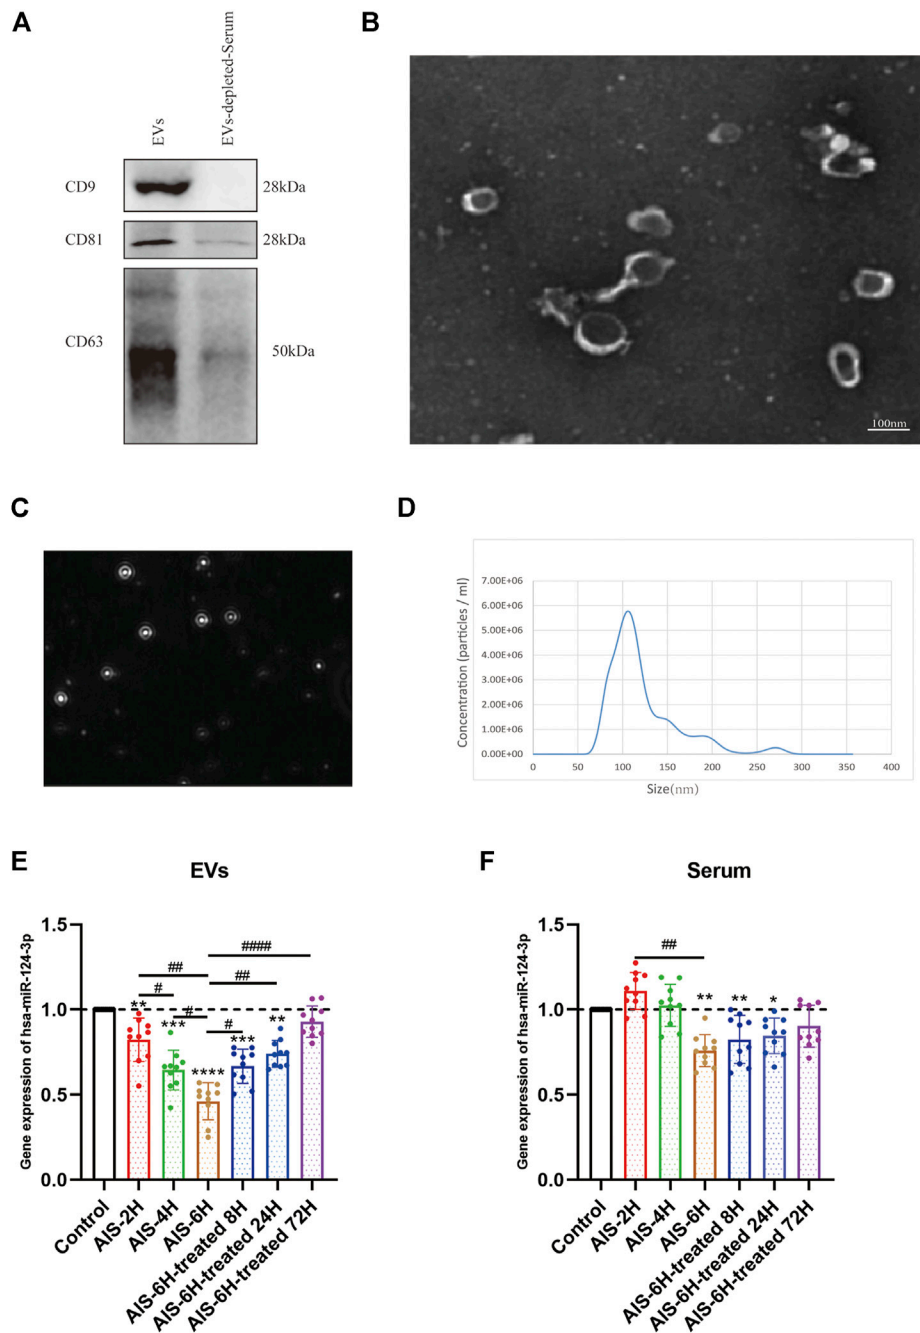 A
EVs
EVs-depleted-Serum
CD9
28kDa
CD81
28kDa
CD63
50kDa
B
100nm
C
D
Concentration (particles / ml)
7.00E+06
6.00E+06
5.00E+06
4.00E+06
3.00E+06
2.00E+06
1.00E+06
0.00E+00
0 50 100 150 200 250 300 350 400
Size(nm)
E
EVs
Gene expression of hsa-miR-124-3p
1.5
1.0
0.5
0.0
####
##
##
#
#
#
**
***
****
***
**
Control
AIS-2H
AIS-4H
AIS-6H
AIS-6H-treated 8H
AIS-6H-treated 24H
AIS-6H-treated 72H
F
Serum
Gene expression of hsa-miR-124-3p
1.5
1.0
0.5
0.0
##
**
**
*
Control
AIS-2H
AIS-4H
AIS-6H
AIS-6H-treated 8H
AIS-6H-treated 24H
AIS-6H-treated 72H